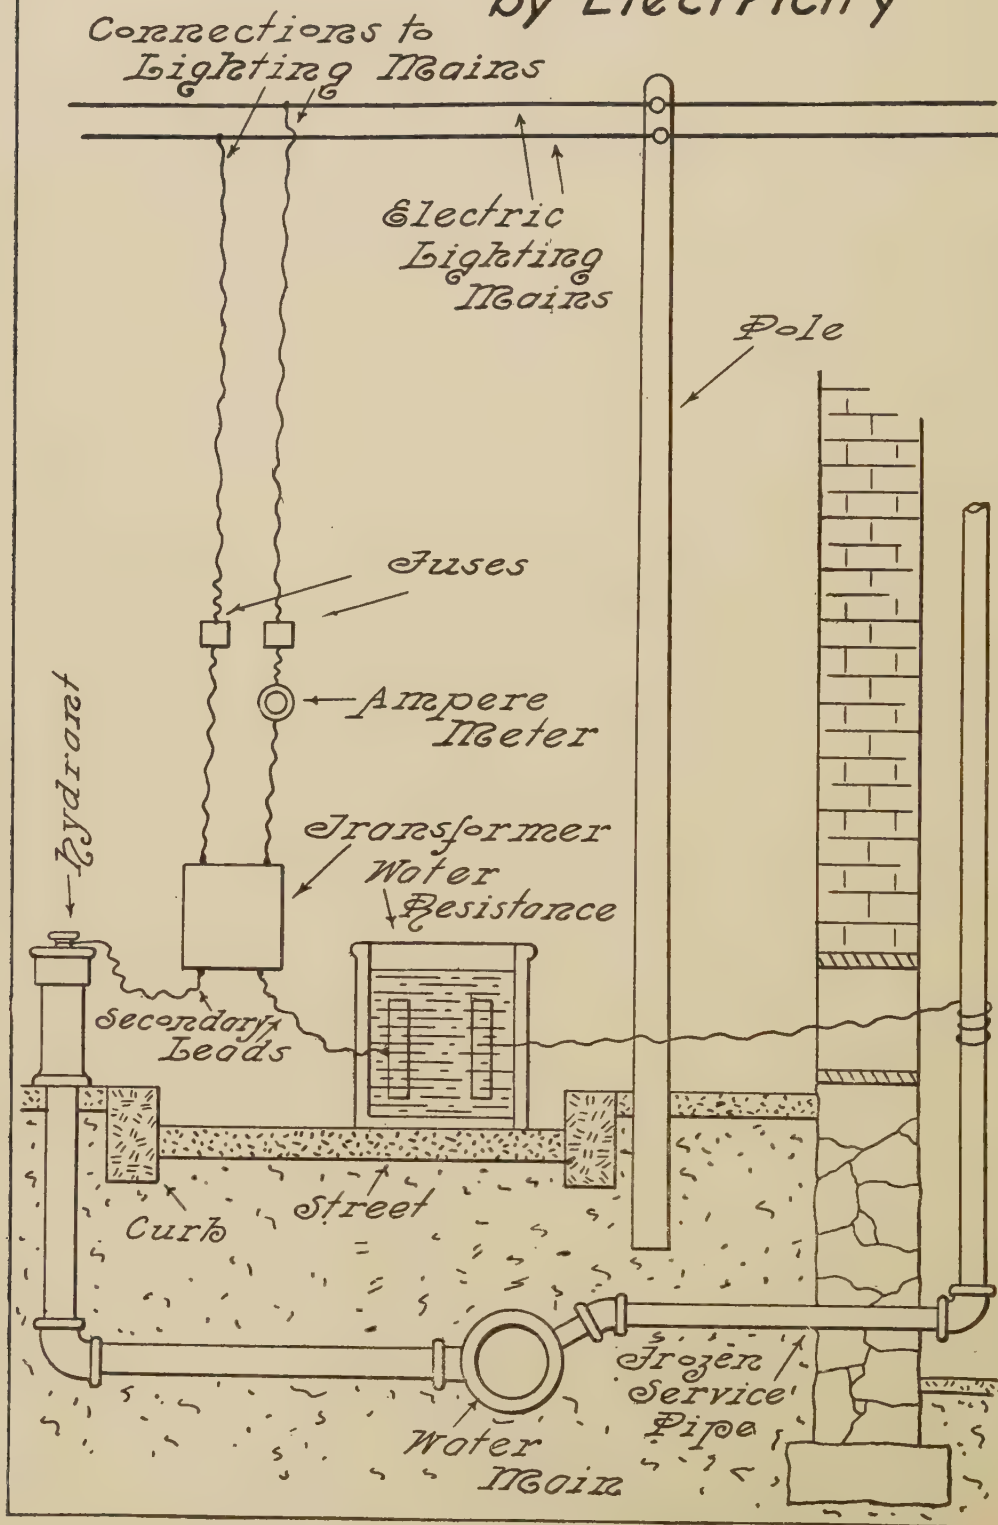 by Electricity
Connections to
Lighting Mains
Electric
Lighting
Mains
Pole
Fuses
Ampere
Meter
Hydrant
Transformer
Water
Resistance
Secondary
Leads
Curb
Street
Frozen
Service
Pipe
Water
Main